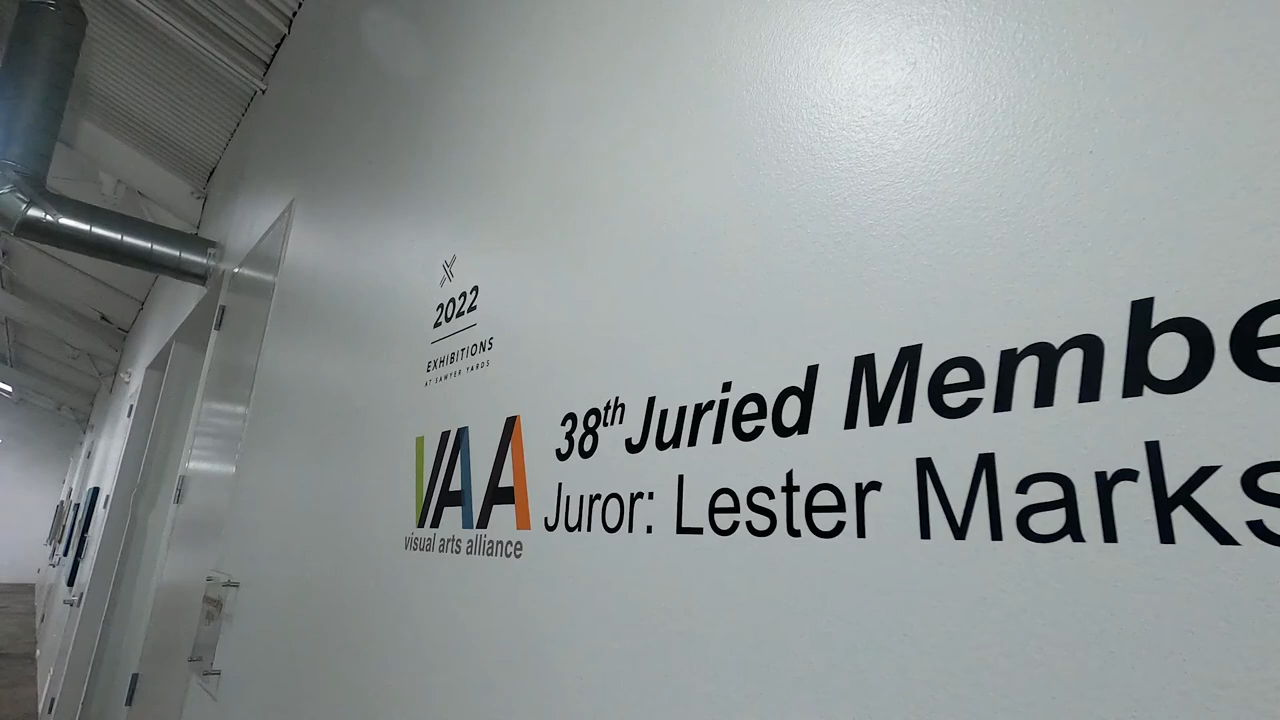 2022
EXHIBITIONS
AT SAWYER YARDS
VAA
visual arts alliance
38th Juried Membe
Juror: Lester Marks